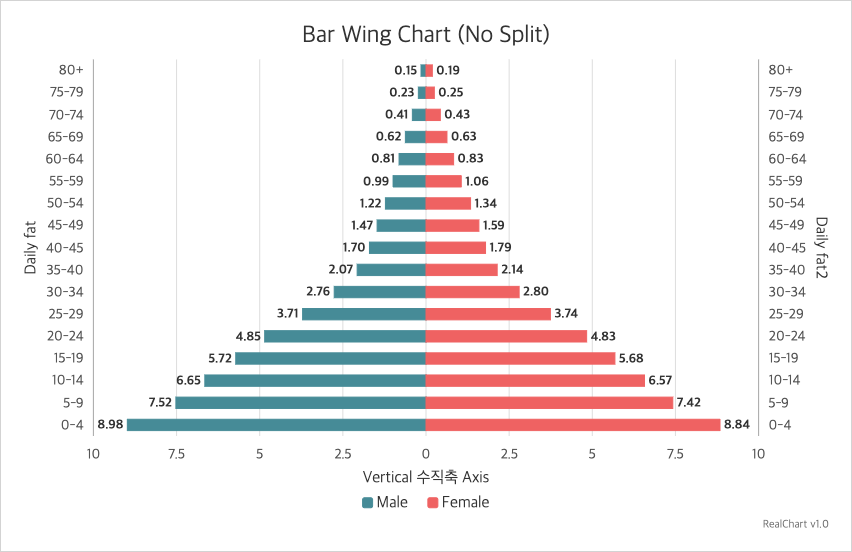 Bar Wing Chart (No Split)
80+ 0.15 0.19 80+
75-79 0.23 0.25 75-79
70-74 0.41 0.43 70-74
65-69 0.62 0.63 65-69
60-64 0.81 0.83 60-64
55-59 0.99 1.06 55-59
50-54 1.22 1.34 50-54
45-49 1.47 1.59 45-49
40-45 1.70 1.79 40-45
35-40 2.07 2.14 35-40
30-34 2.76 2.80 30-34
25-29 3.71 3.74 25-29
20-24 4.85 4.83 20-24
15-19 5.72 5.68 15-19
10-14 6.65 6.57 10-14
5-9 7.52 7.42 5-9
0-4 8.98 8.84 0-4
Daily fat
Daily fat2
10 7.5 5 2.5 0 2.5 5 7.5 10
Vertical 수직축 Axis
Male Female
RealChart v1.0